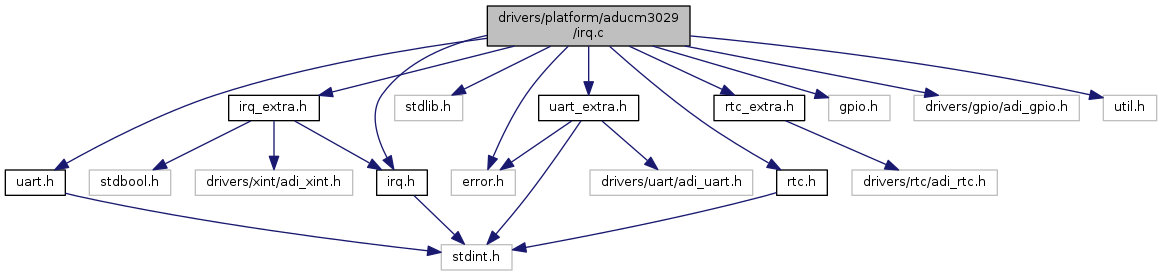 drivers/platform/aducm3029
/irq.c
irq_extra.h
stdlib.h
uart_extra.h
rtc_extra.h
gpio.h
drivers/gpio/adi_gpio.h
util.h
uart.h
stdbool.h
drivers/xint/adi_xint.h
irq.h
error.h
drivers/uart/adi_uart.h
rtc.h
drivers/rtc/adi_rtc.h
stdint.h